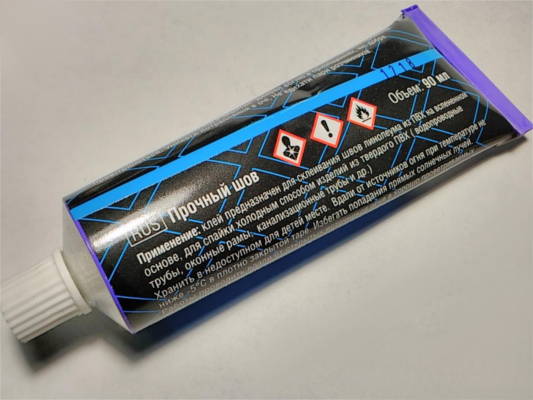 1718
Объем: 90 мл
RUS Прочный шов
Применение: клей предназначен для склеивания швов линолеума из ПВХ на вспененной
основе, для спайки холодным способом изделий из твердого ПВХ ( водопроводные
трубы, оконные рамы, канализационные трубы и др.)
Хранить в недоступном для детей месте. Вдали от источников огня при температуре не
ниже -5°С в плотно закрытой таре. Избегать попадания прямых солнечных лучей.